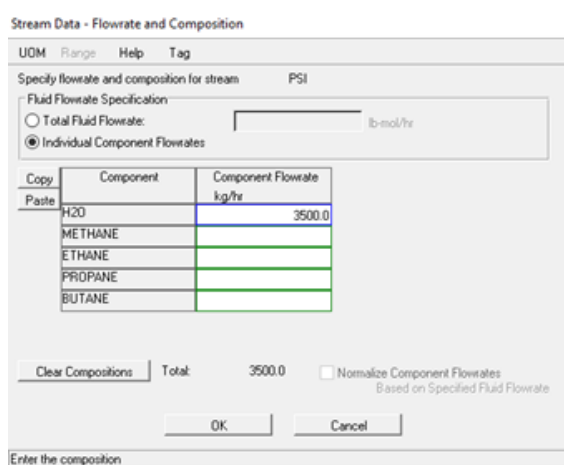 Stream Data - Flowrate and Composition
UOM Range Help Tag
Specify flowrate and composition for stream PSI
Fluid Flowrate Specification
Total Fluid Flowrate: lb-mol/hr
Individual Component Flowrates
Copy Component Component Flowrate
Paste kg/hr
H2O 3500.0
METHANE
ETHANE
PROPANE
BUTANE
Clear Compositions Total: 3500.0 Normalize Component Flowrates
Based on Specified Fluid Flowrate
OK Cancel
Enter the composition